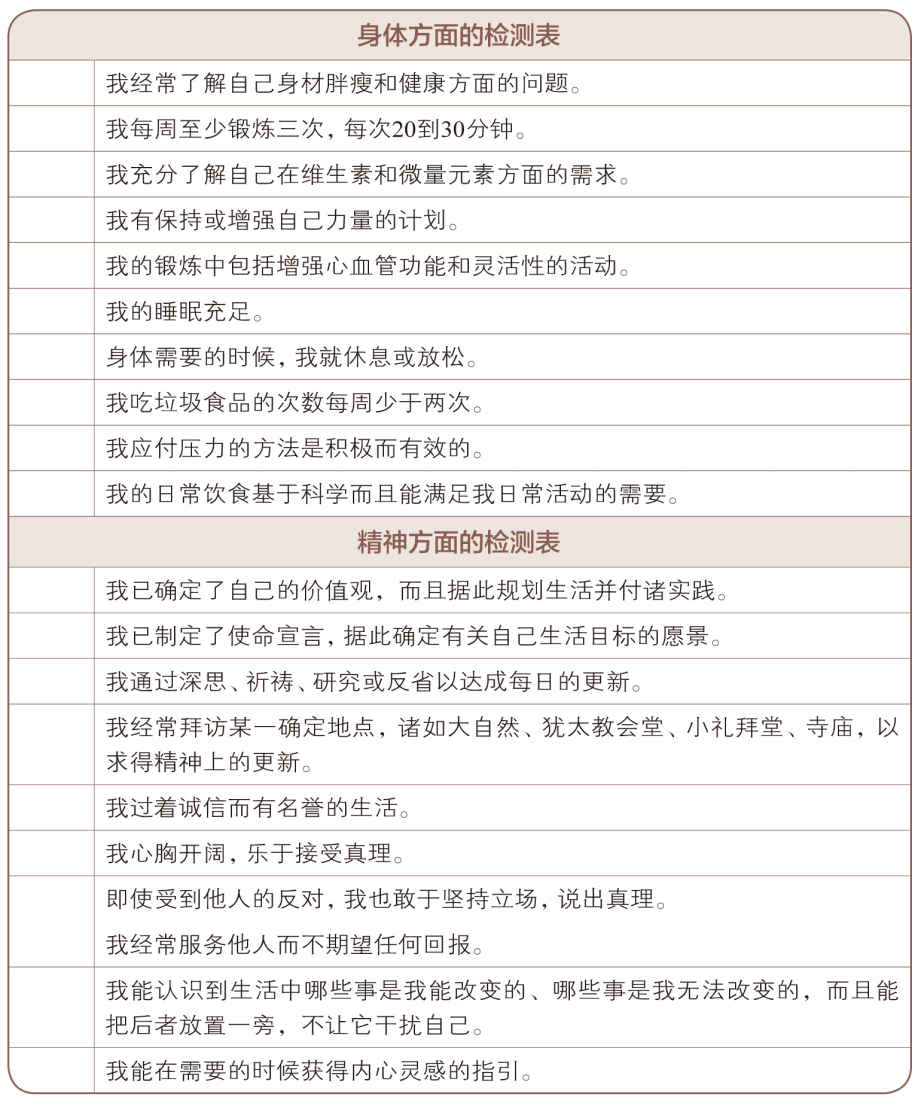 身体方面的检测表
我经常了解自己身材胖瘦和健康方面的问题。
我每周至少锻炼三次，每次20到30分钟。
我充分了解自己在维生素和微量元素方面的需求。
我有保持或增强自己力量的计划。
我的锻炼中包括增强心血管功能和灵活性的活动。
我的睡眠充足。
身体需要的时候，我就休息或放松。
我吃垃圾食品的次数每周少于两次。
我应付压力的方法是积极而有效的。
我的日常饮食基于科学而且能满足我日常活动的需要。
精神方面的检测表
我已确定了自己的价值观，而且据此规划生活并付诸实践。
我已制定了使命宣言，据此确定有关自己生活目标的愿景。
我通过深思、祈祷、研究或反省以达成每日的更新。
我经常拜访某一确定地点，诸如大自然、犹太教会堂、小礼拜堂、寺庙，以
求得精神上的更新。
我过着诚信而有名誉的生活。
我心胸开阔，乐于接受真理。
即使受到他人的反对，我也敢于坚持立场，说出真理。
我经常服务他人而不期望任何回报。
我能认识到生活中哪些事是我能改变的、哪些事是我无法改变的，而且能
把后者放置一旁，不让它干扰自己。
我能在需要的时候获得内心灵感的指引。